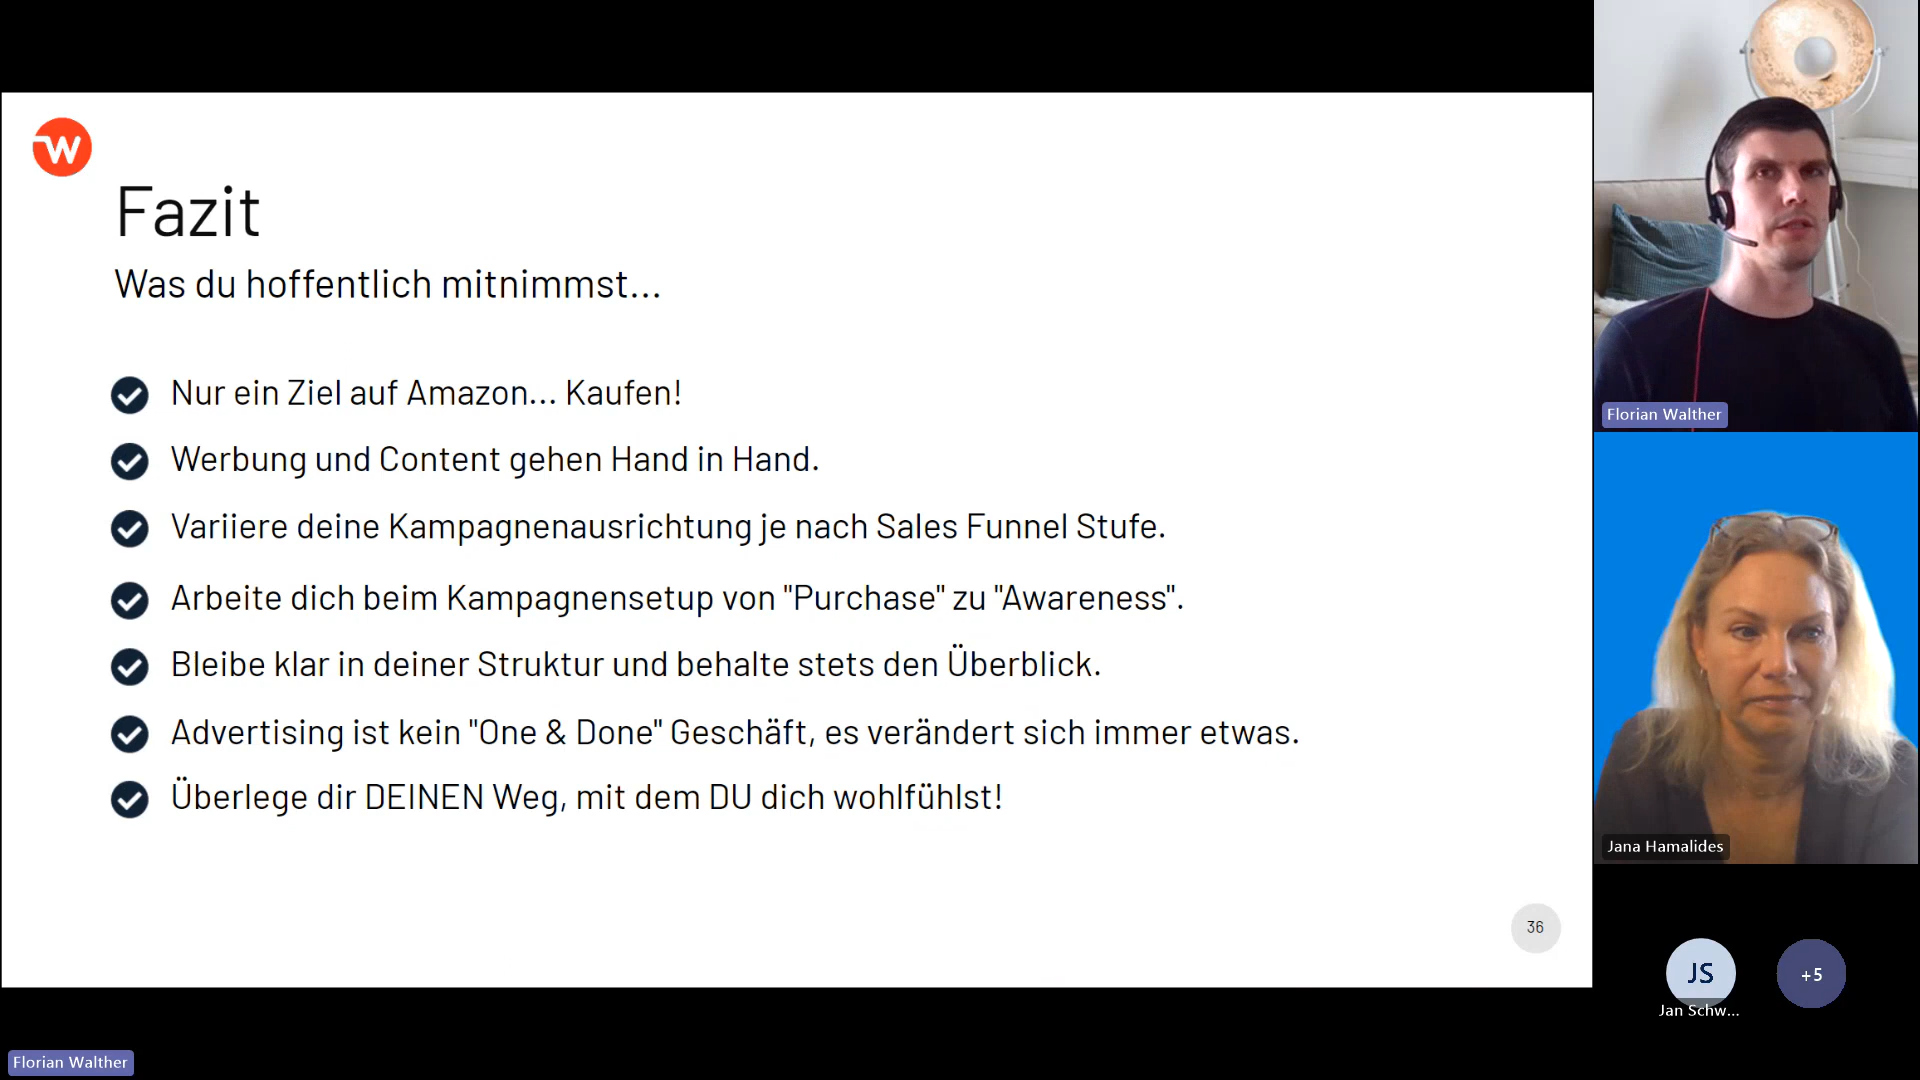 W
Fazit
Was du hoffentlich mitnimmst...
Nur ein Ziel auf Amazon... Kaufen!
Werbung und Content gehen Hand in Hand.
Variiere deine Kampagnenausrichtung je nach Sales Funnel Stufe.
Arbeite dich beim Kampagnensetup von "Purchase" zu "Awareness".
Bleibe klar in deiner Struktur und behalte stets den Überblick.
Advertising ist kein "One & Done" Geschäft, es verändert sich immer etwas.
Überlege dir DEINEN Weg, mit dem DU dich wohlfühlst!
36
Florian Walther
Jana Hamalides
JS
+5
Jan Schw...
Florian Walther